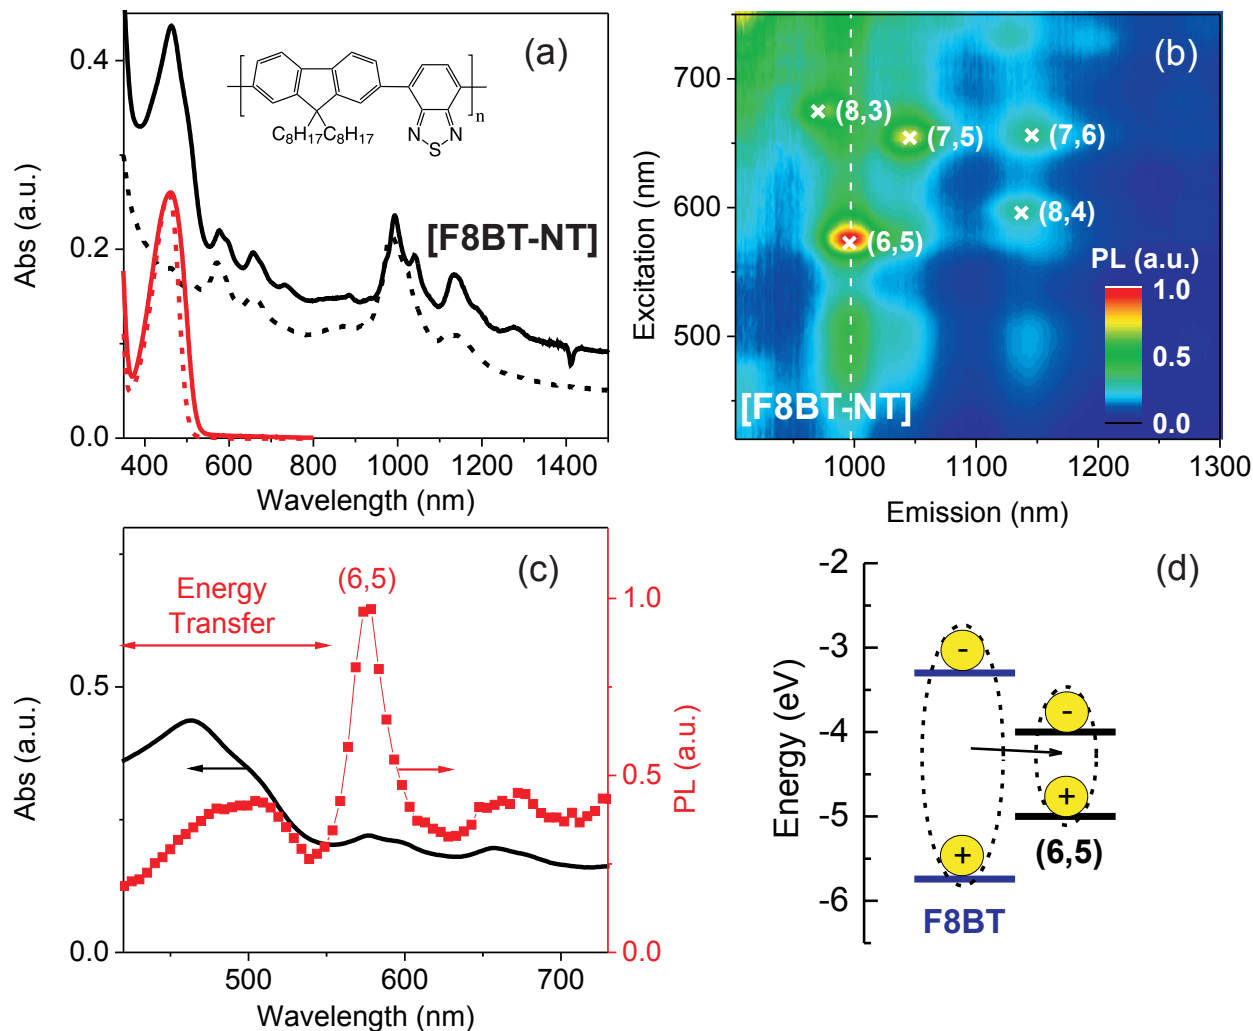 (a)
C8H17 C8H17
N
S
N
n
[F8BT-NT]
Abs (a.u.)
0.4
0.2
0.0
400 600 800 1000 1200 1400
Wavelength (nm)
(b)
(8,3)
(7,5)
(7,6)
(8,4)
(6,5)
PL (a.u.)
1.0
0.5
0.0
[F8BT-NT]
Excitation (nm)
700
600
500
1000 1100 1200 1300
Emission (nm)
(c)
Energy
Transfer
(6,5)
Abs (a.u.)
0.5
0.0
PL (a.u.)
1.0
0.5
0.0
500 600 700
Wavelength (nm)
(d)
Energy (eV)
-2
-3
-4
-5
-6
-
-
+
+
(6,5)
F8BT